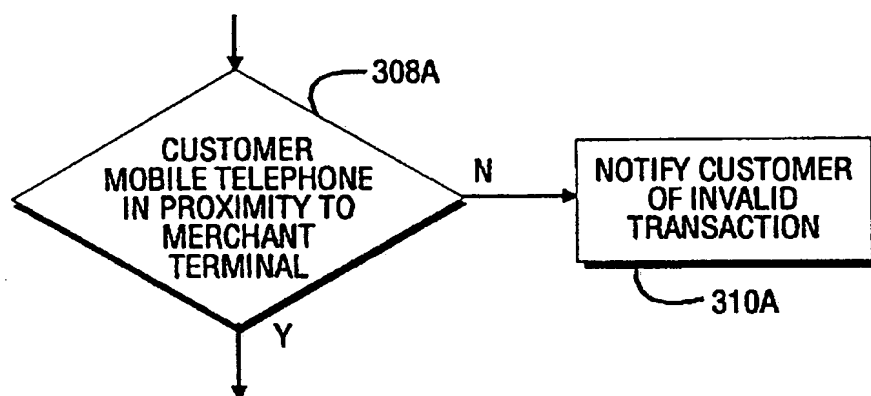 308A
CUSTOMER
MOBILE TELEPHONE
IN PROXIMITY TO
MERCHANT
TERMINAL
N
NOTIFY CUSTOMER
OF INVALID
TRANSACTION
310A
Y